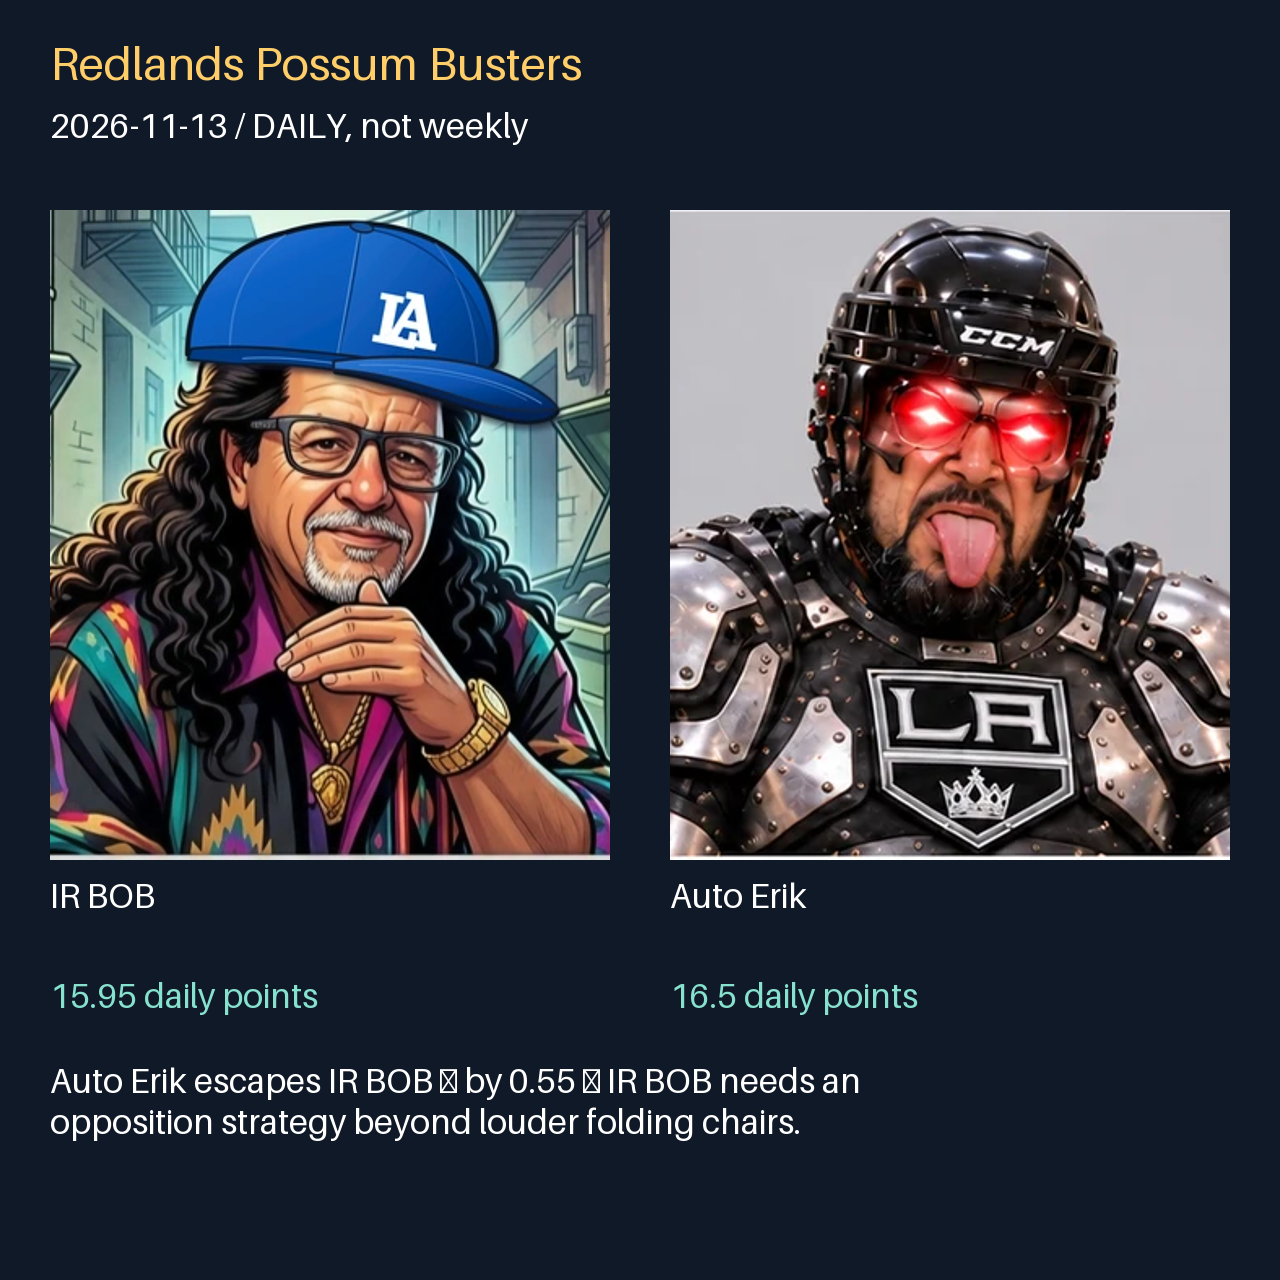 Redlands Possum Busters
2026-11-13 / DAILY, not weekly
LA
CCM
LA
IR BOB
Auto Erik
15.95 daily points
16.5 daily points
Auto Erik escapes IR BOB by 0.55 IR BOB needs an
opposition strategy beyond louder folding chairs.